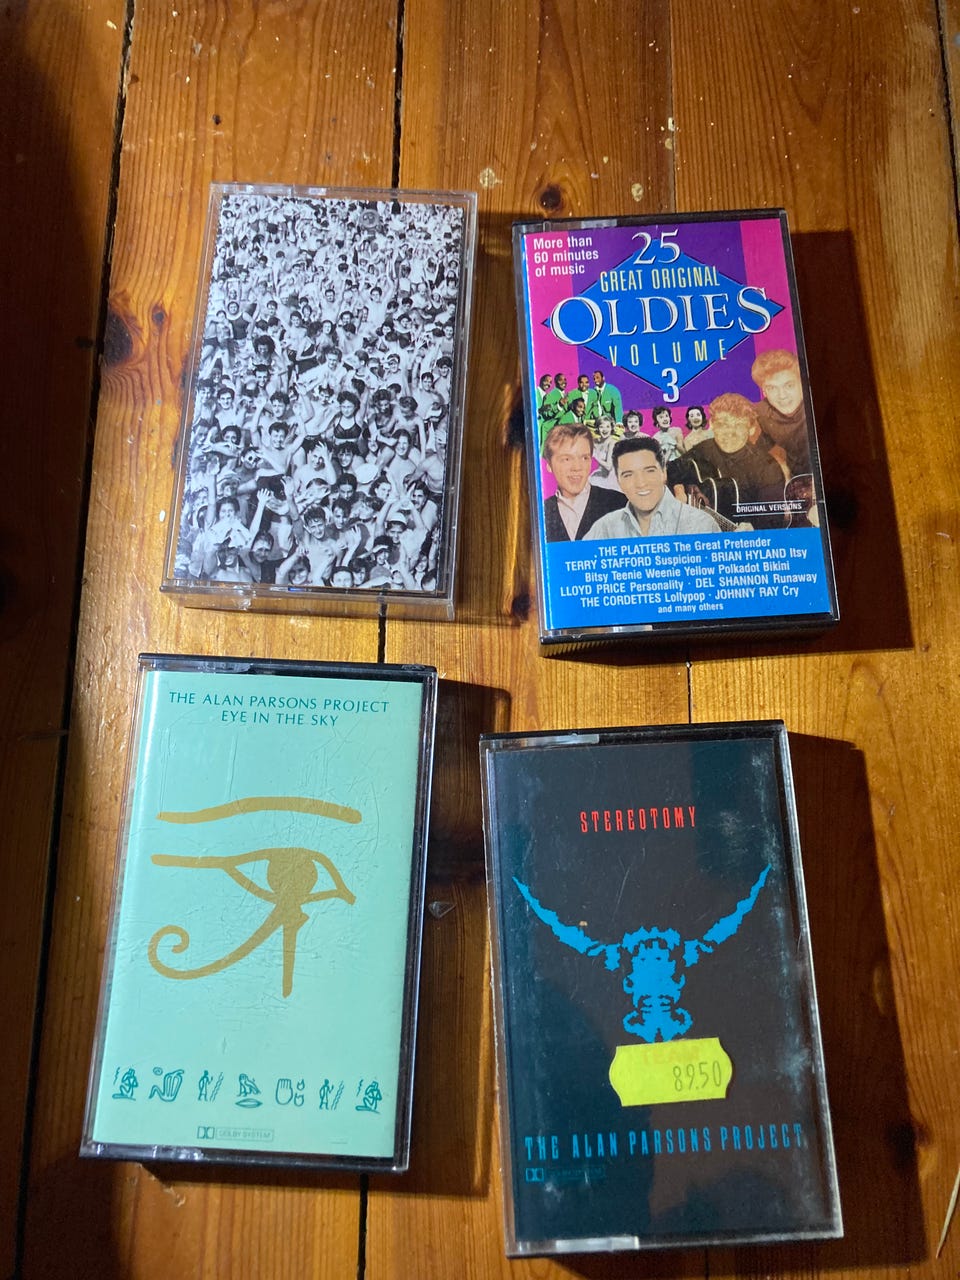 More than
60 minutes
of music
25
GREAT ORIGINAL
OLDIES
VOLUME
3
ORIGINAL VERSIONS
THE PLATTERS The Great Pretender
TERRY STAFFORD Suspicion · BRIAN HYLAND Itsy
Bitsy Teenie Weenie Yellow Polkadot Bikini
LLOYD PRICE Personality · DEL SHANNON Runaway
THE CORDETTES Lollypop · JOHNNY RAY Cry
and many others
THE ALAN PARSONS PROJECT
EYE IN THE SKY
DOLBY SYSTEM
STEREOTOMY
89.50
THE ALAN PARSONS PROJECT